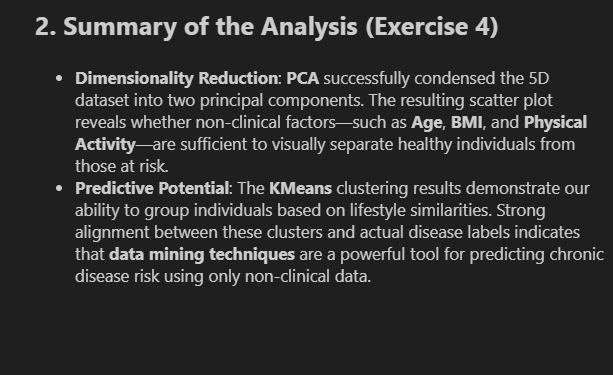 2. Summary of the Analysis (Exercise 4)
• Dimensionality Reduction: PCA successfully condensed the 5D
dataset into two principal components. The resulting scatter plot
reveals whether non-clinical factors—such as Age, BMI, and Physical
Activity—are sufficient to visually separate healthy individuals from
those at risk.
• Predictive Potential: The KMeans clustering results demonstrate our
ability to group individuals based on lifestyle similarities. Strong
alignment between these clusters and actual disease labels indicates
that data mining techniques are a powerful tool for predicting chronic
disease risk using only non-clinical data.